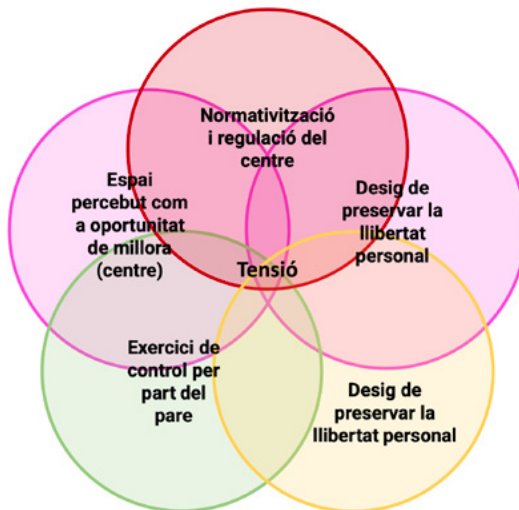 Normativització
i regulació del
centre
Espai
percebut com
a oportunitat
de millora
(centre)
Desig de
preservar la
llibertat
personal
Tensió
Exercici de
control per
part del
pare
Desig de
preservar la
llibertat personal